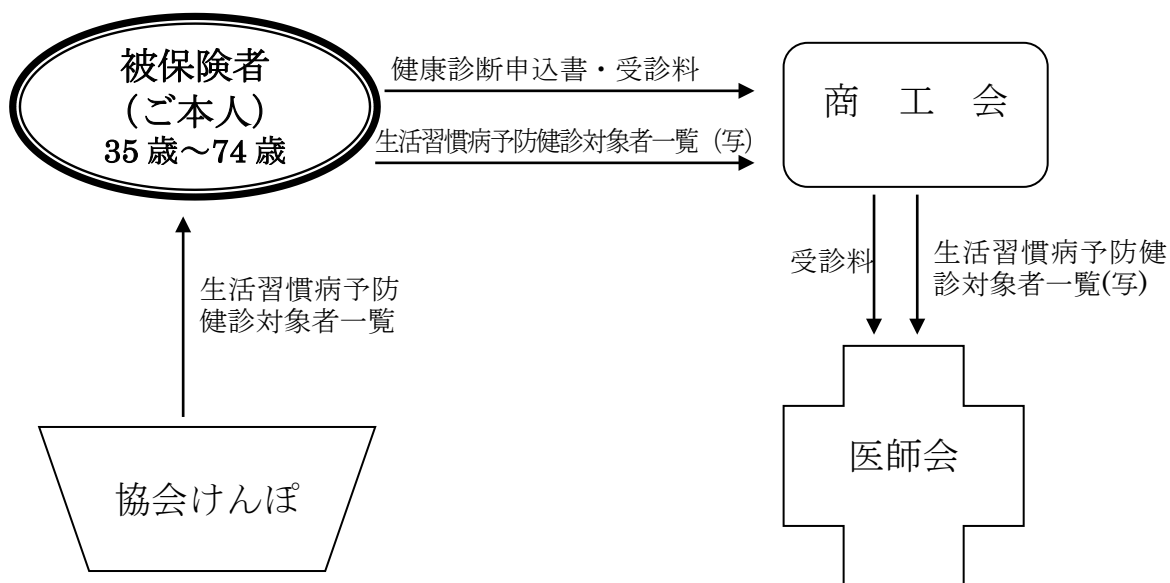 被保険者
(ご本人)
35 歳～74 歳
健康診断申込書・受診料
生活習慣病予防健診対象者一覧（写）
商　工　会
生活習慣病予防
健診対象者一覧
受診料
生活習慣病予防健
診対象者一覧(写)
協会けんぽ
医師会